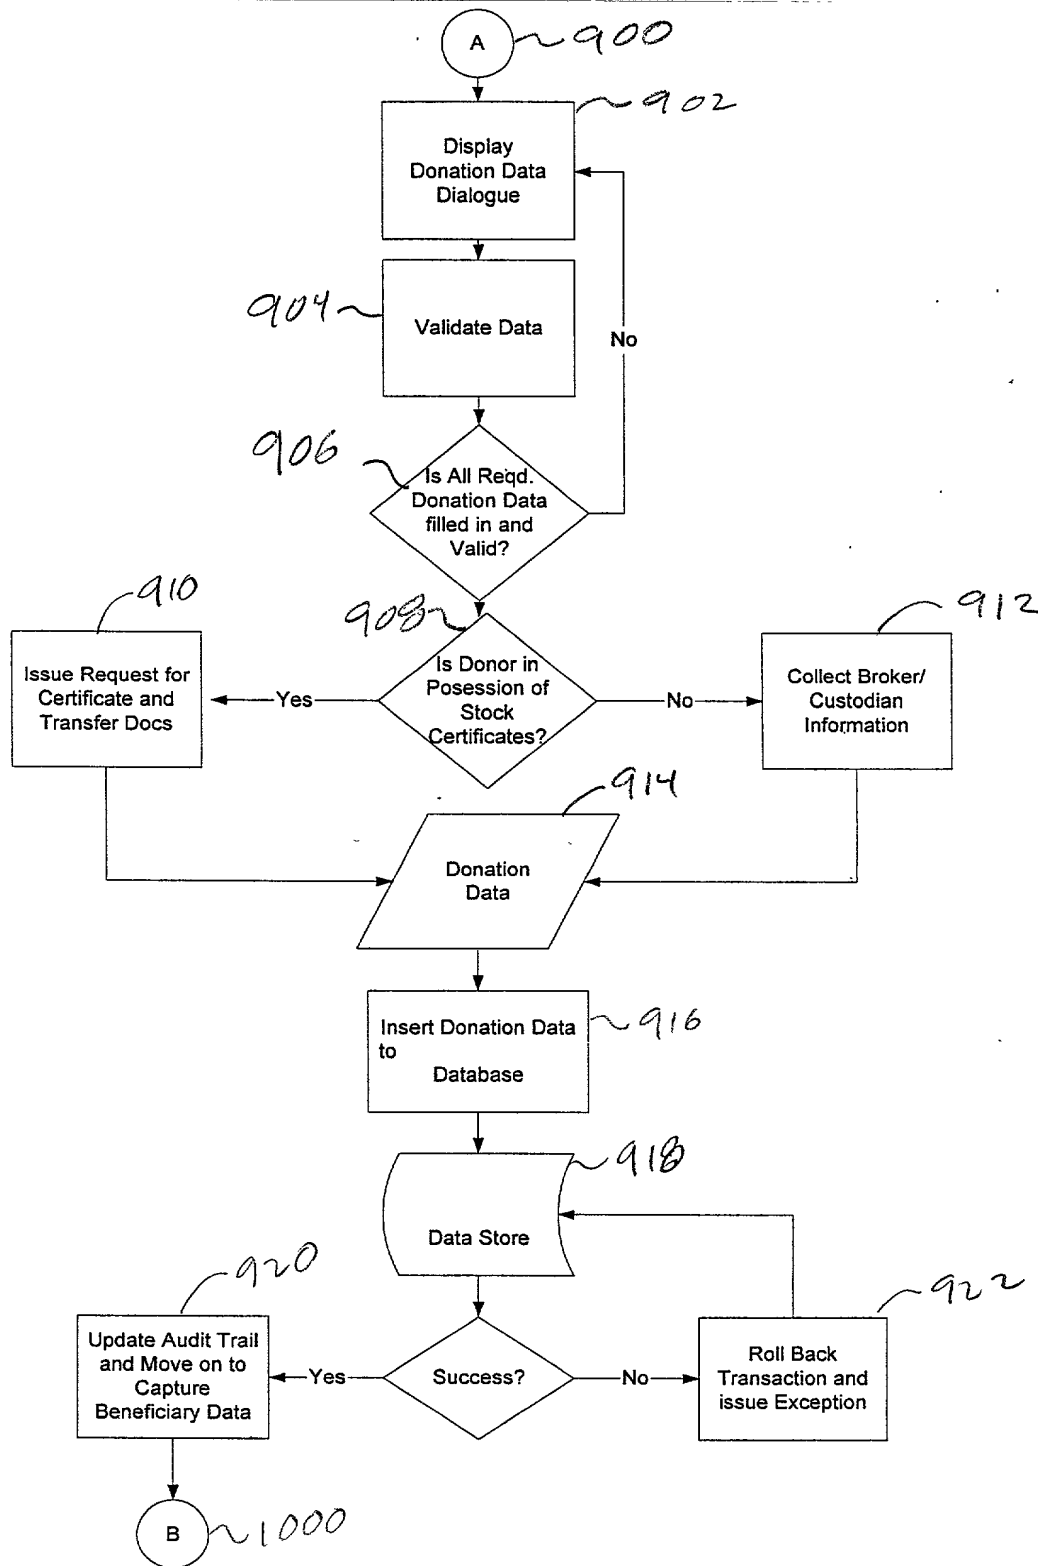 A
900
902
Display
Donation Data
Dialogue
904
Validate Data
No
906
Is All Reqd.
Donation Data
filled in and
Valid?
908
910
912
Issue Request for
Certificate and
Transfer Docs
Yes
Is Donor in
Posession of
Stock
Certificates?
No
Collect Broker/
Custodian
Information
914
Donation
Data
Insert Donation Data
to
Database
916
918
Data Store
920
922
Update Audit Trail
and Move on to
Capture
Beneficiary Data
Yes
Success?
No
Roll Back
Transaction and
issue Exception
B
1000